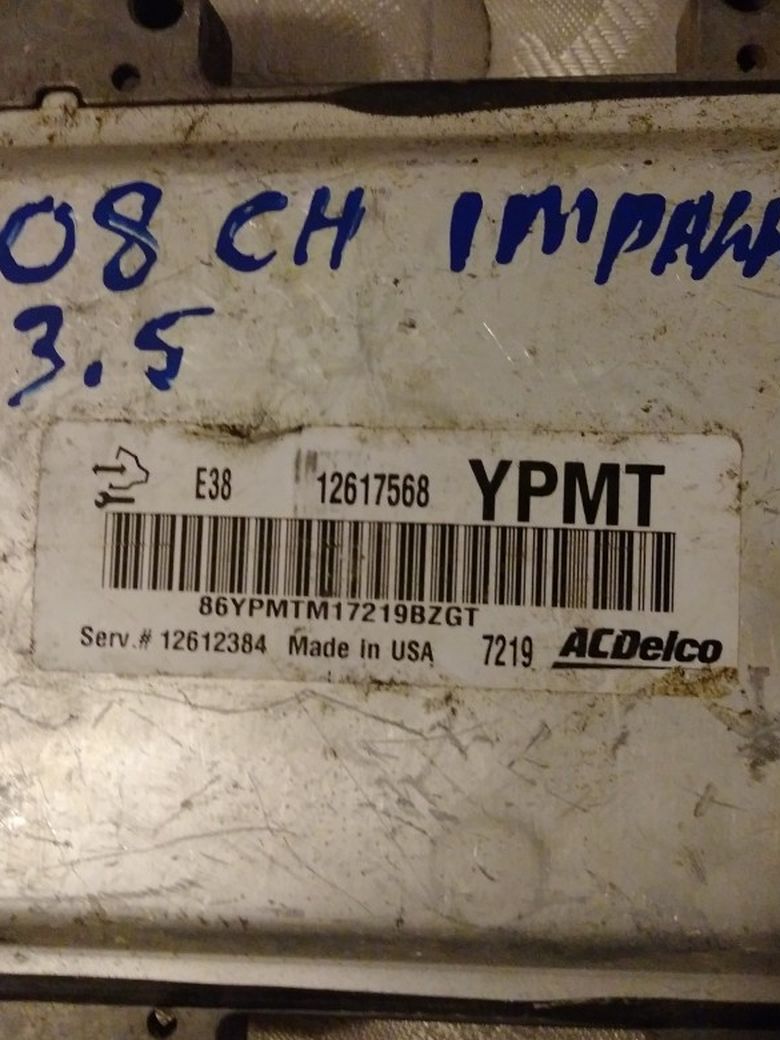 08 CH IMPALA
3.5
E38 12617568 YPMT
86YPMTM17219BZGT
Serv.# 12612384 Made in USA 7219 ACDelco